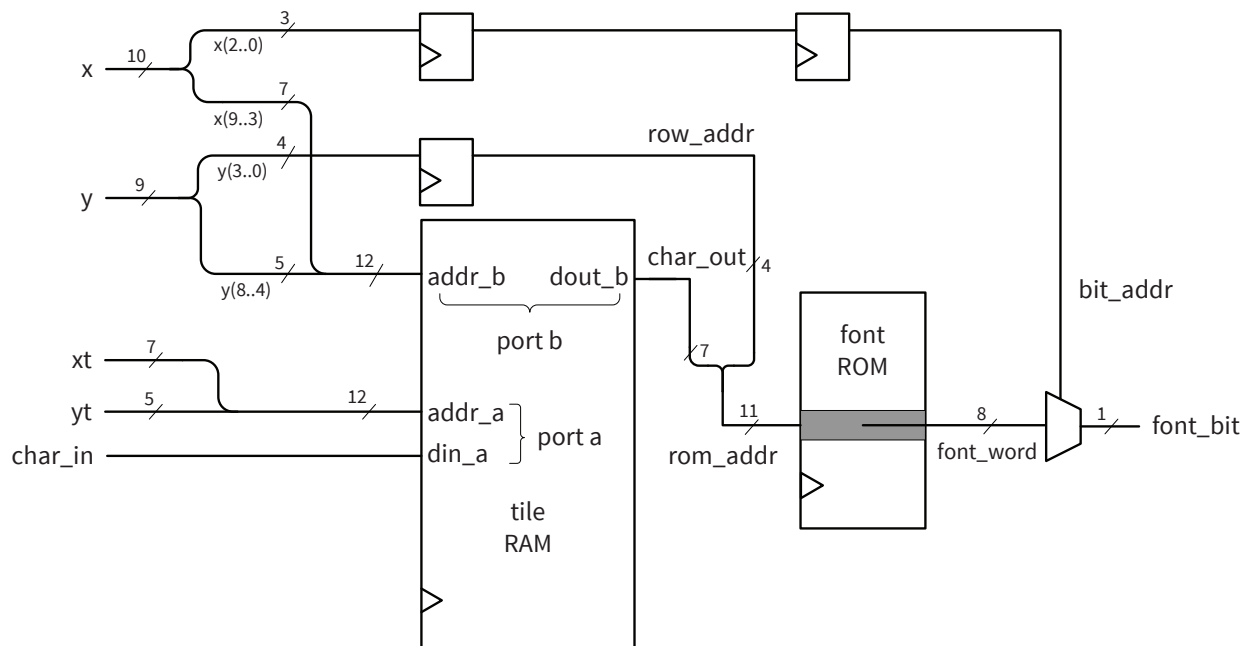 3
x(2..0)
10
x
7
x(9..3)
4
y(3..0)
row_addr
9
y
5
y(8..4)
12
addr_b
dout_b
port b
char_out
4
7
bit_addr
font
ROM
xt
7
yt
5
12
addr_a
din_a
port a
char_in
11
rom_addr
8
font_word
1
font_bit
tile
RAM